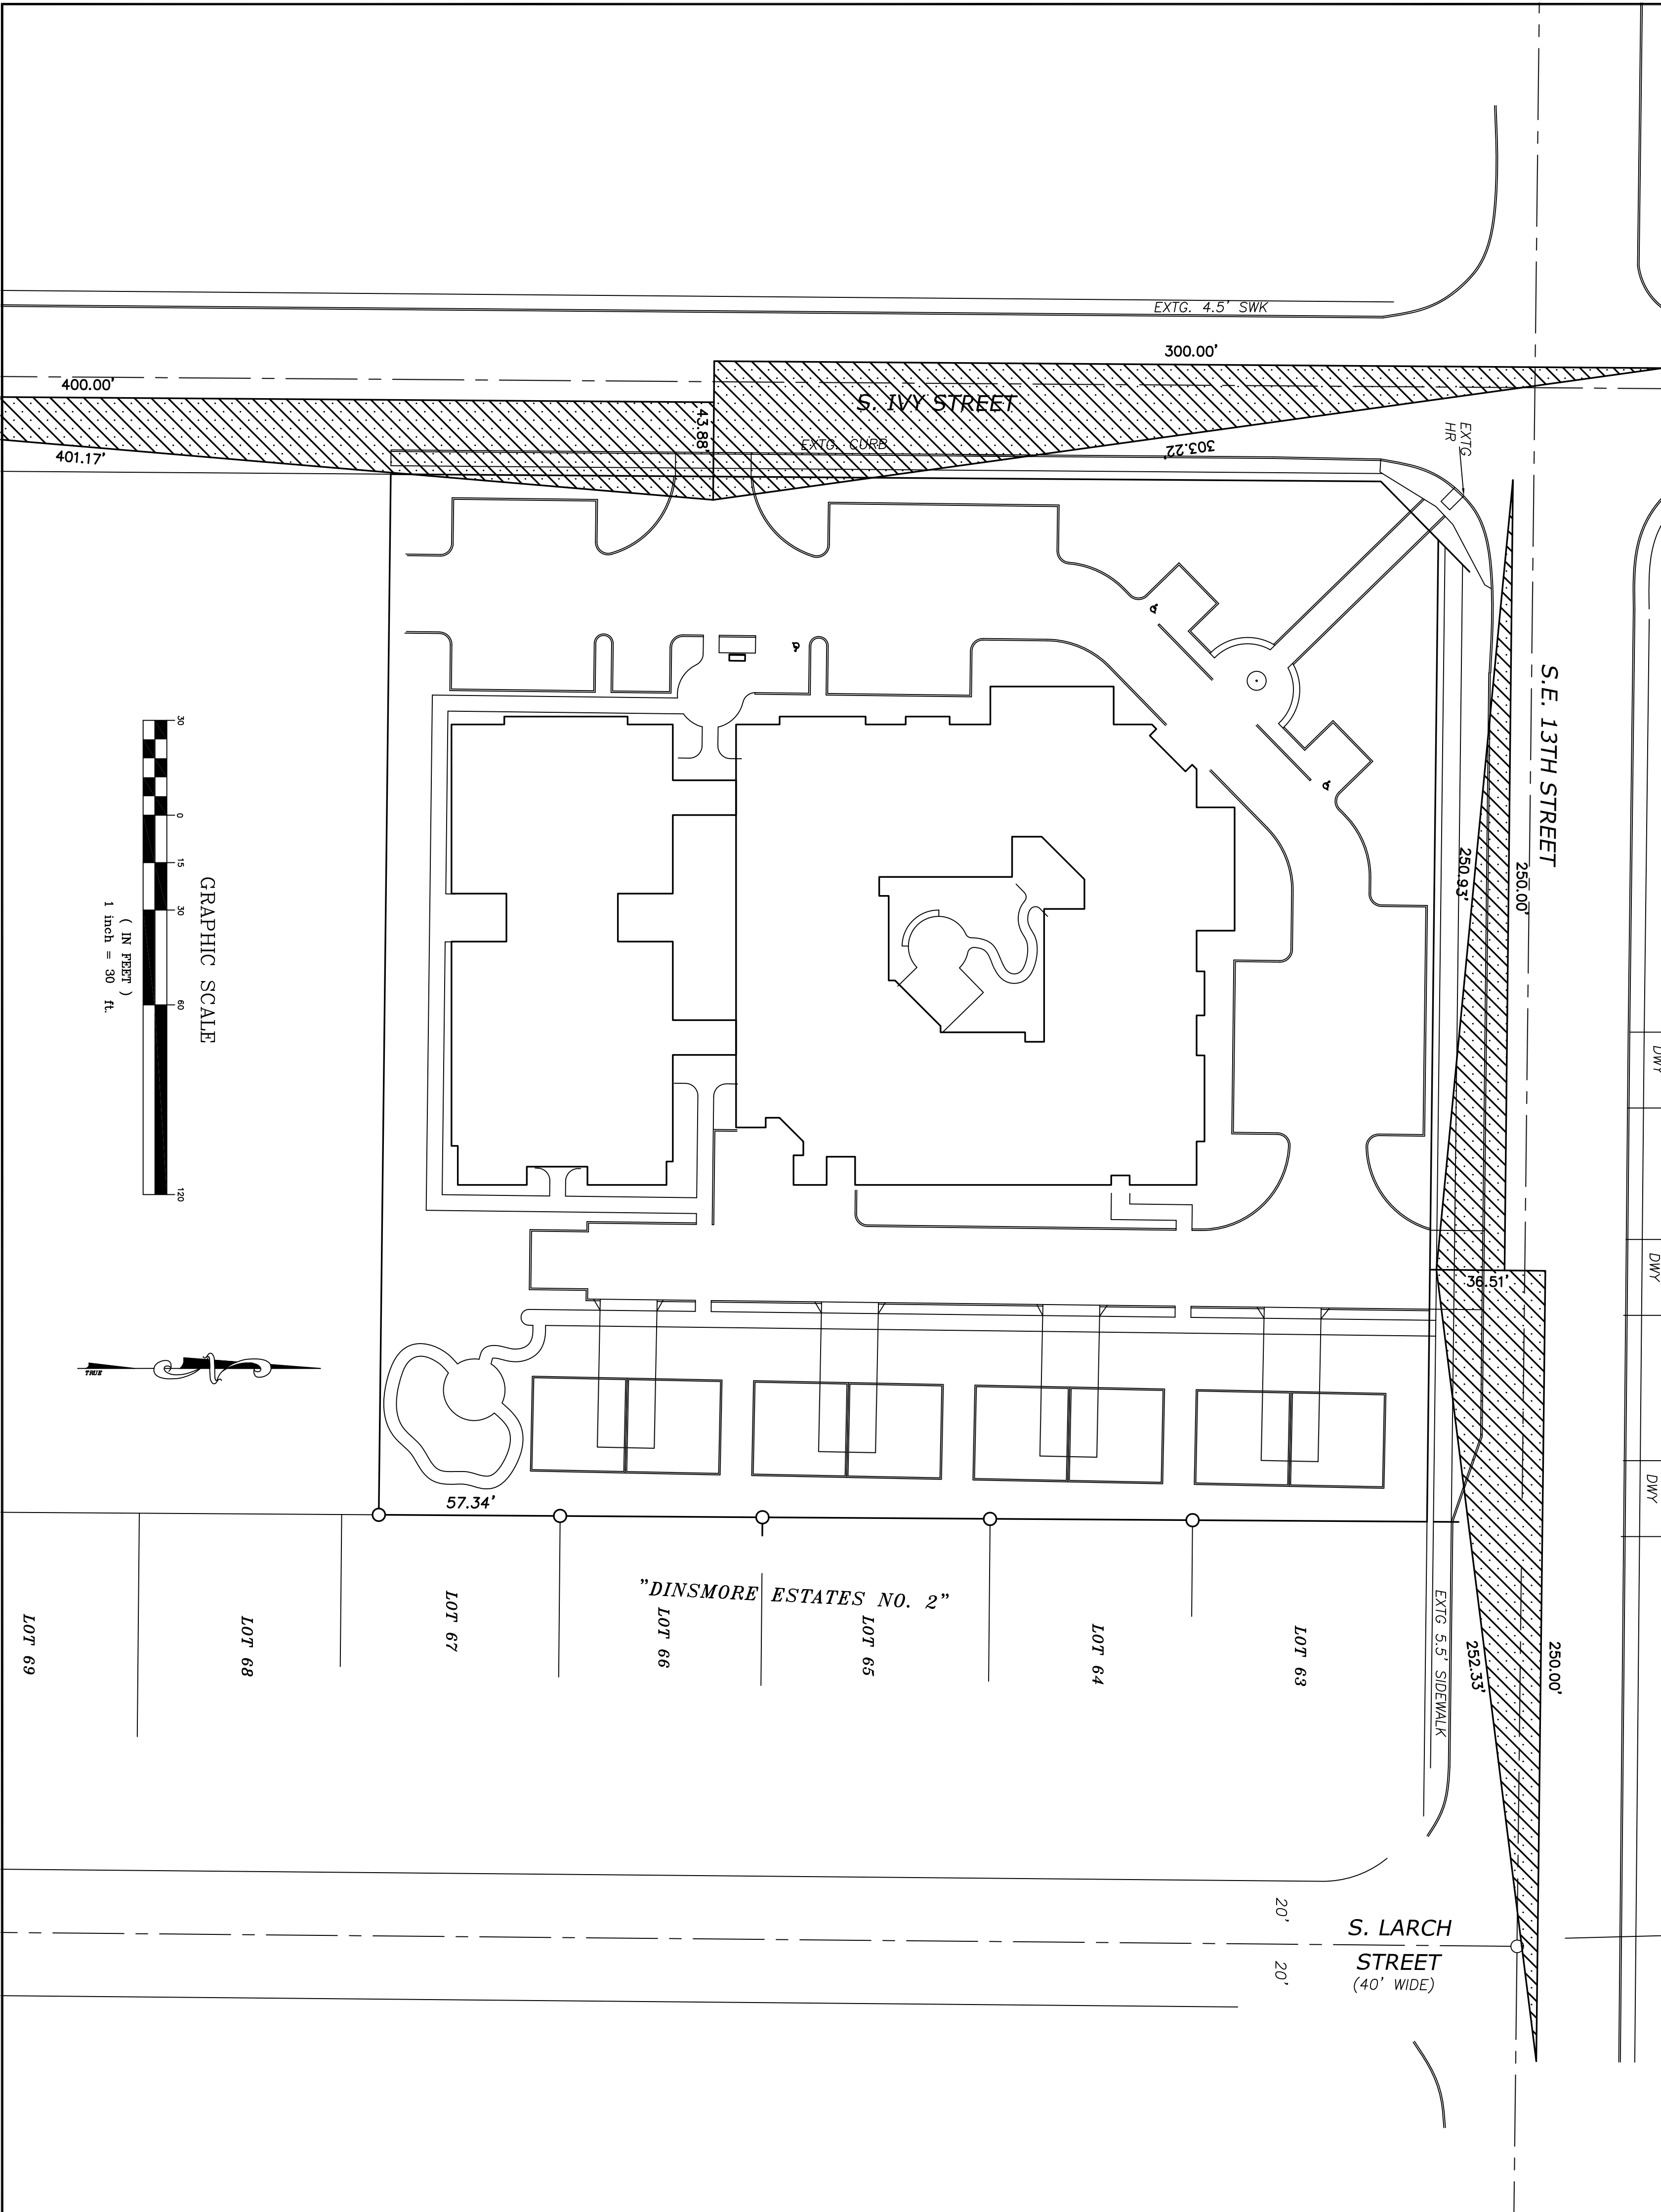 EXTG. 4.5' SWK
300.00'
400.00'
S. IVY STREET
43.88'
EXTG. CURB
303.22'
401.17'
EXTG
HR
S.E. 13TH STREET
250.00'
250.93'
DWY
DWY
DWY
36.51'
30
0
15
30
60
120
GRAPHIC SCALE
( IN FEET )
1 inch = 30 ft.
TRUE
57.34'
"DINSMORE ESTATES NO. 2"
LOT 69
LOT 68
LOT 67
LOT 66
LOT 65
LOT 64
LOT 63
EXTG 5.5' SIDEWALK
252.33'
250.00'
20'
20'
S. LARCH
STREET
(40' WIDE)